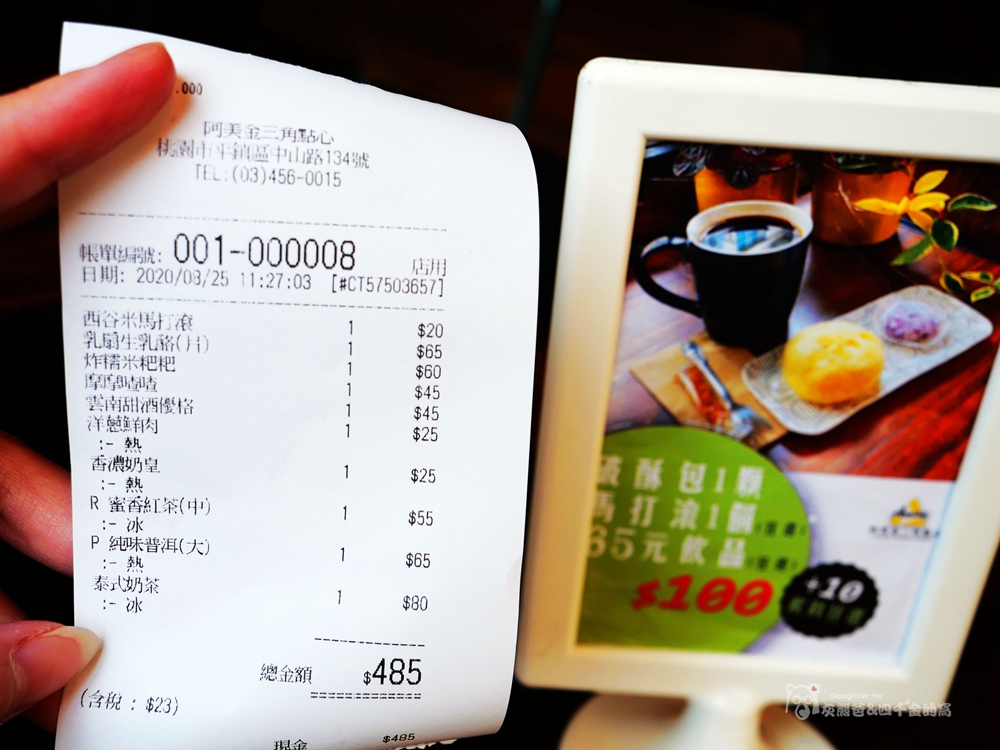 .000
阿美金三角點心
桃園市平鎮區中山路134號
TEL:(03)456-0015
帳單編號: 001-000008 店用
日期: 2020/08/25 11:27:03 [#CT57503657]
西谷米馬打滾 1 $20
乳扇生乳酪(片) 1 $65
炸糯米粑粑 1 $60
摩摩喳喳 1 $45
雲南甜酒優格 1 $45
洋蔥鮮肉 1 $25
:- 熱
香濃奶皇 1 $25
:- 熱
R 蜜香紅茶(中) 1 $55
:- 冰
P 純味普洱(大) 1 $65
:- 熱
泰式奶茶 1 $80
:- 冰
總金額 $485
(含稅 : $23)
現金 $485
破酥包1顆
馬打滾1個
65元飲品
$100
+10
daughter.tw